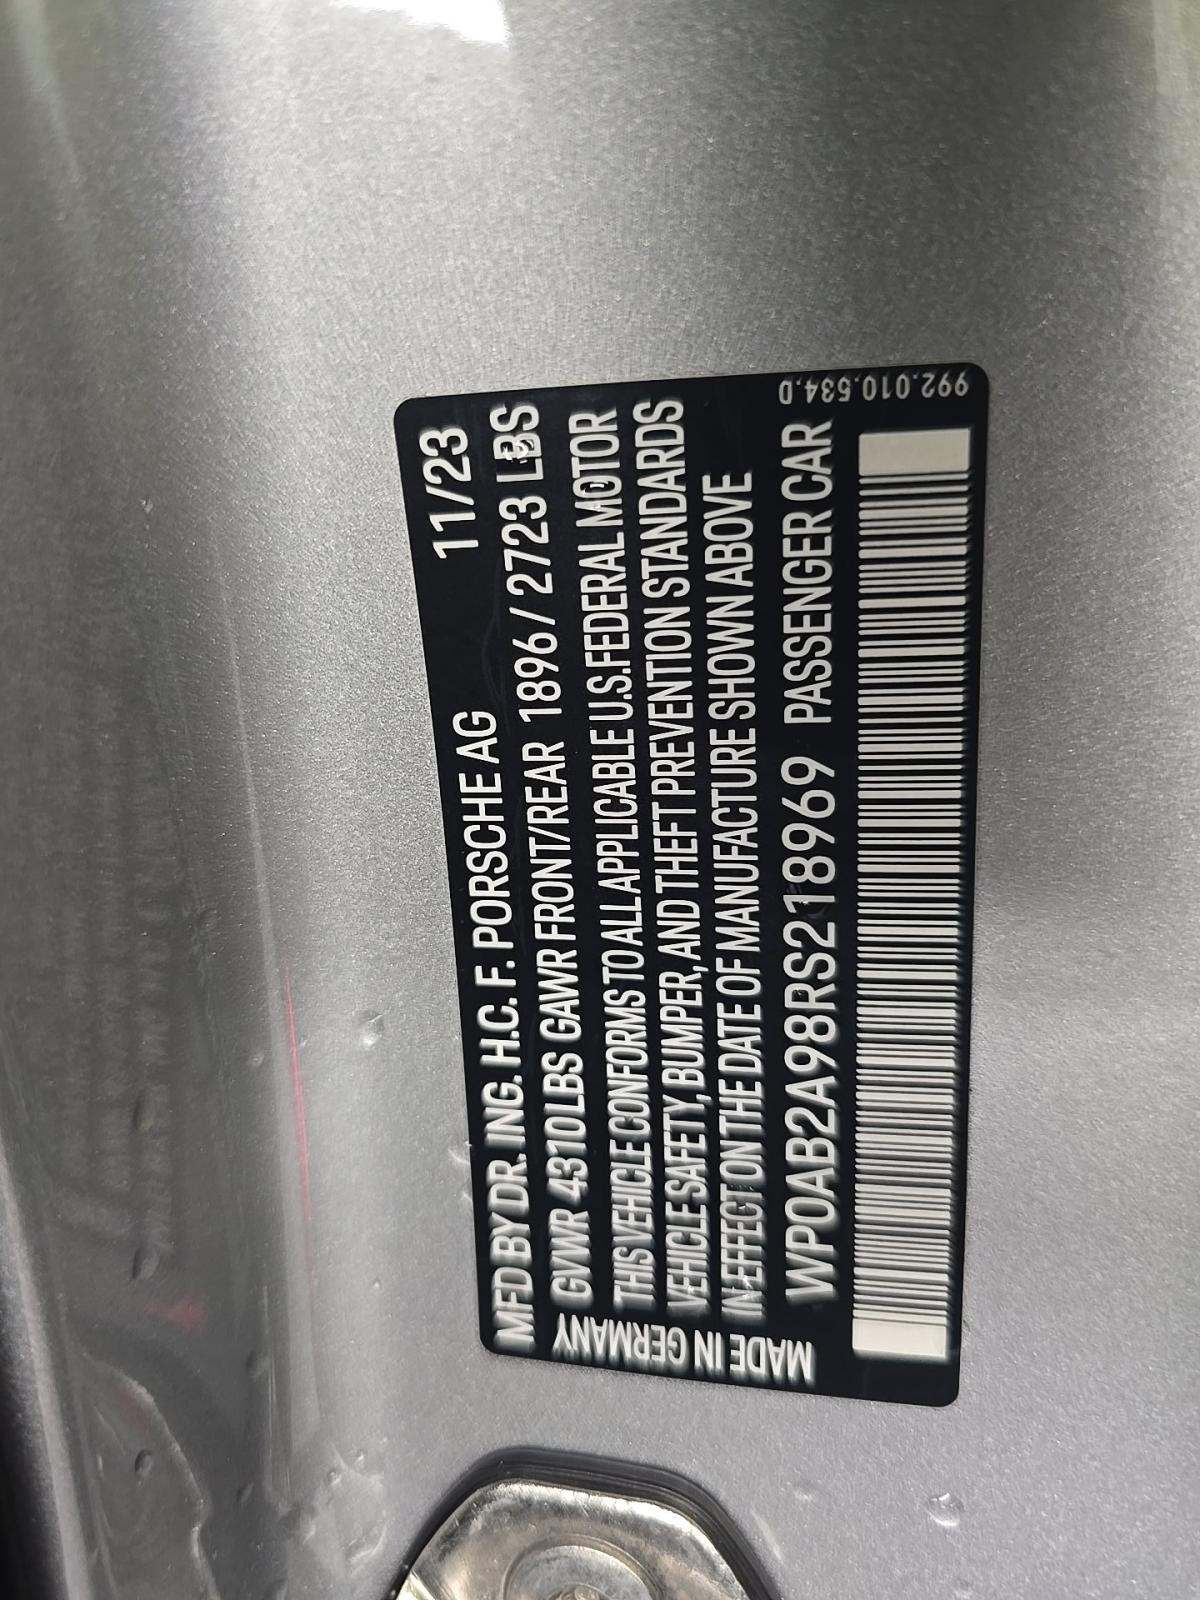 MFD BY DR. ING. H.C. F. PORSCHE AG 11/23
GVWR 4310 LBS GAWR FRONT/REAR 1896 / 2723 LBS
THIS VEHICLE CONFORMS TO ALL APPLICABLE U.S.FEDERAL MOTOR
VEHICLE SAFETY, BUMPER, AND THEFT PREVENTION STANDARDS
IN EFFECT ON THE DATE OF MANUFACTURE SHOWN ABOVE
WP0AB2A98RS218969 PASSENGER CAR
MADE IN GERMANY
992.010.534.D